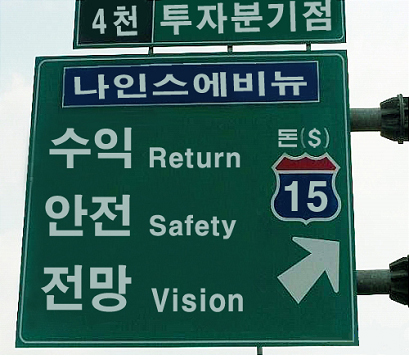 4천 투자분기점
나인스에비뉴
수익 Return
돈($)
15
안전 Safety
전망 Vision